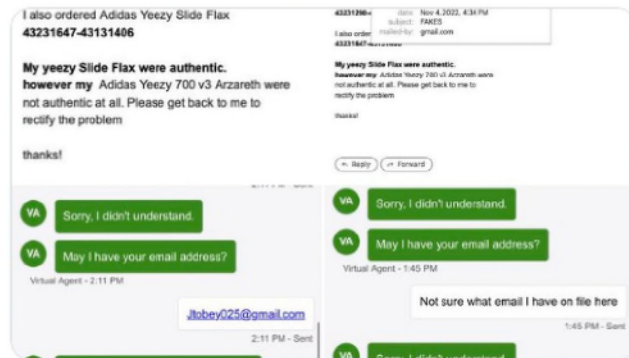 I also ordered Adidas Yeezy Slide Flax
43231647-43131406
My yeezy Slide Flax were authentic.
however my Adidas Yeezy 700 v3 Arzareth were
not authentic at all. Please get back to me to
rectify the problem
thanks!
date: Nov 4, 2022, 4:34 PM
subject: FAKES
mailed-by: gmail.com
I also order
My yeezy Slide Flax were authentic.
however my Adidas Yeezy 700 v3 Arzareth were
not authentic at all. Please get back to me to
rectify the problem
thanks!
Reply
Forward
VA
Sorry, I didn't understand.
VA
May I have your email address?
Virtual Agent - 2:11 PM
Jtobey025@gmail.com
2:11 PM - Sent
VA
Sorry, I didn't understand.
VA
May I have your email address?
Virtual Agent - 1:45 PM
Not sure what email I have on file here
1:45 PM - Sent
VA